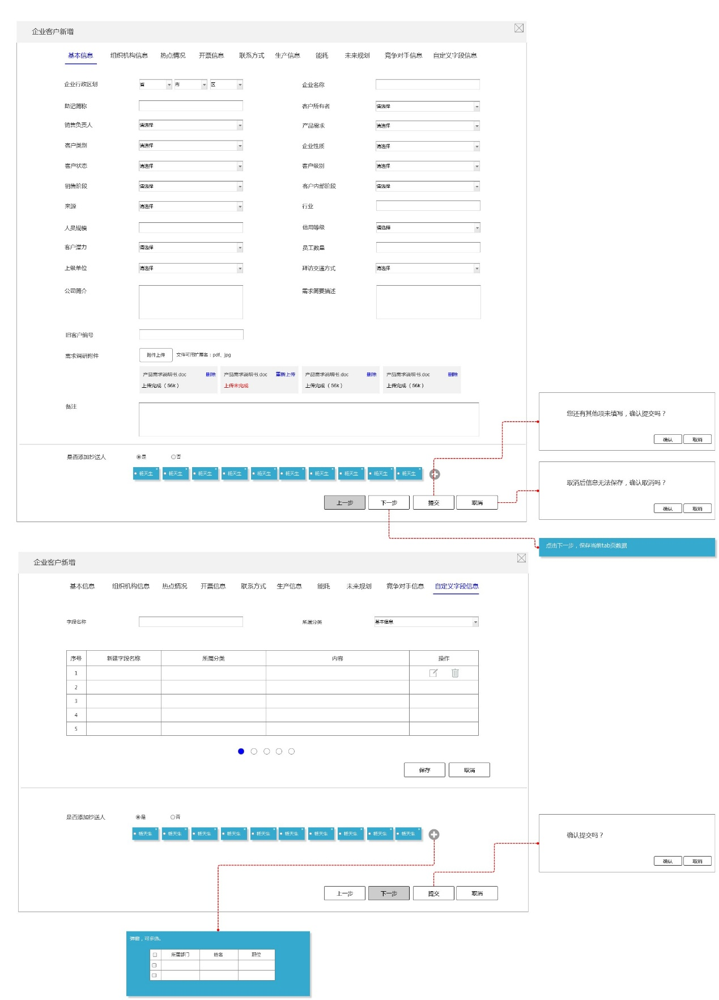 企业客户新增
基本信息 组织机构信息 热点情况 开票信息 联系方式 生产信息 能耗 未来规划 竞争对手信息 自定义字段信息
企业行政区划 省 市 区 企业名称
助记简称 客户所有者 请选择
销售负责人 请选择 产品需求 请选择
客户类别 请选择 企业性质 请选择
客户状态 请选择 客户级别 请选择
销售阶段 请选择 客户内部阶段 请选择
来源 请选择 行业
人员规模 信用等级 请选择
客户潜力 请选择 员工数量
上级单位 请选择 拜访交通方式 请选择
公司简介 需求简要描述
旧客户编号
需求调研附件 附件上传 文件可用扩展名：pdf、jpg
产品需求说明书.doc 删除 产品需求说明书.doc 重新上传 产品需求说明书.doc 删除 产品需求说明书.doc 删除
上传完成（56k） 上传未完成 上传完成（56k） 上传完成（56k）
备注
您还有其他项未填写，确认提交吗？
确认 取消
是否添加抄送人 是 否
杨天生 杨天生 杨天生 杨天生 杨天生 杨天生 杨天生 杨天生 杨天生 杨天生
取消后信息无法保存，确认取消吗？
确认 取消
上一步 下一步 提交 取消
点击下一步，保存当前tab页数据
企业客户新增
基本信息 组织机构信息 热点情况 开票信息 联系方式 生产信息 能耗 未来规划 竞争对手信息 自定义字段信息
字段名称 所属分类 基本信息
序号 新建字段名称 所属分类 内容 操作
1
2
3
4
5
保存 取消
是否添加抄送人 是 否
杨天生 杨天生 杨天生 杨天生 杨天生 杨天生 杨天生 杨天生 杨天生 杨天生
确认提交吗？
确认 取消
上一步 下一步 提交 取消
弹窗，可多选。
所属部门 姓名 职位